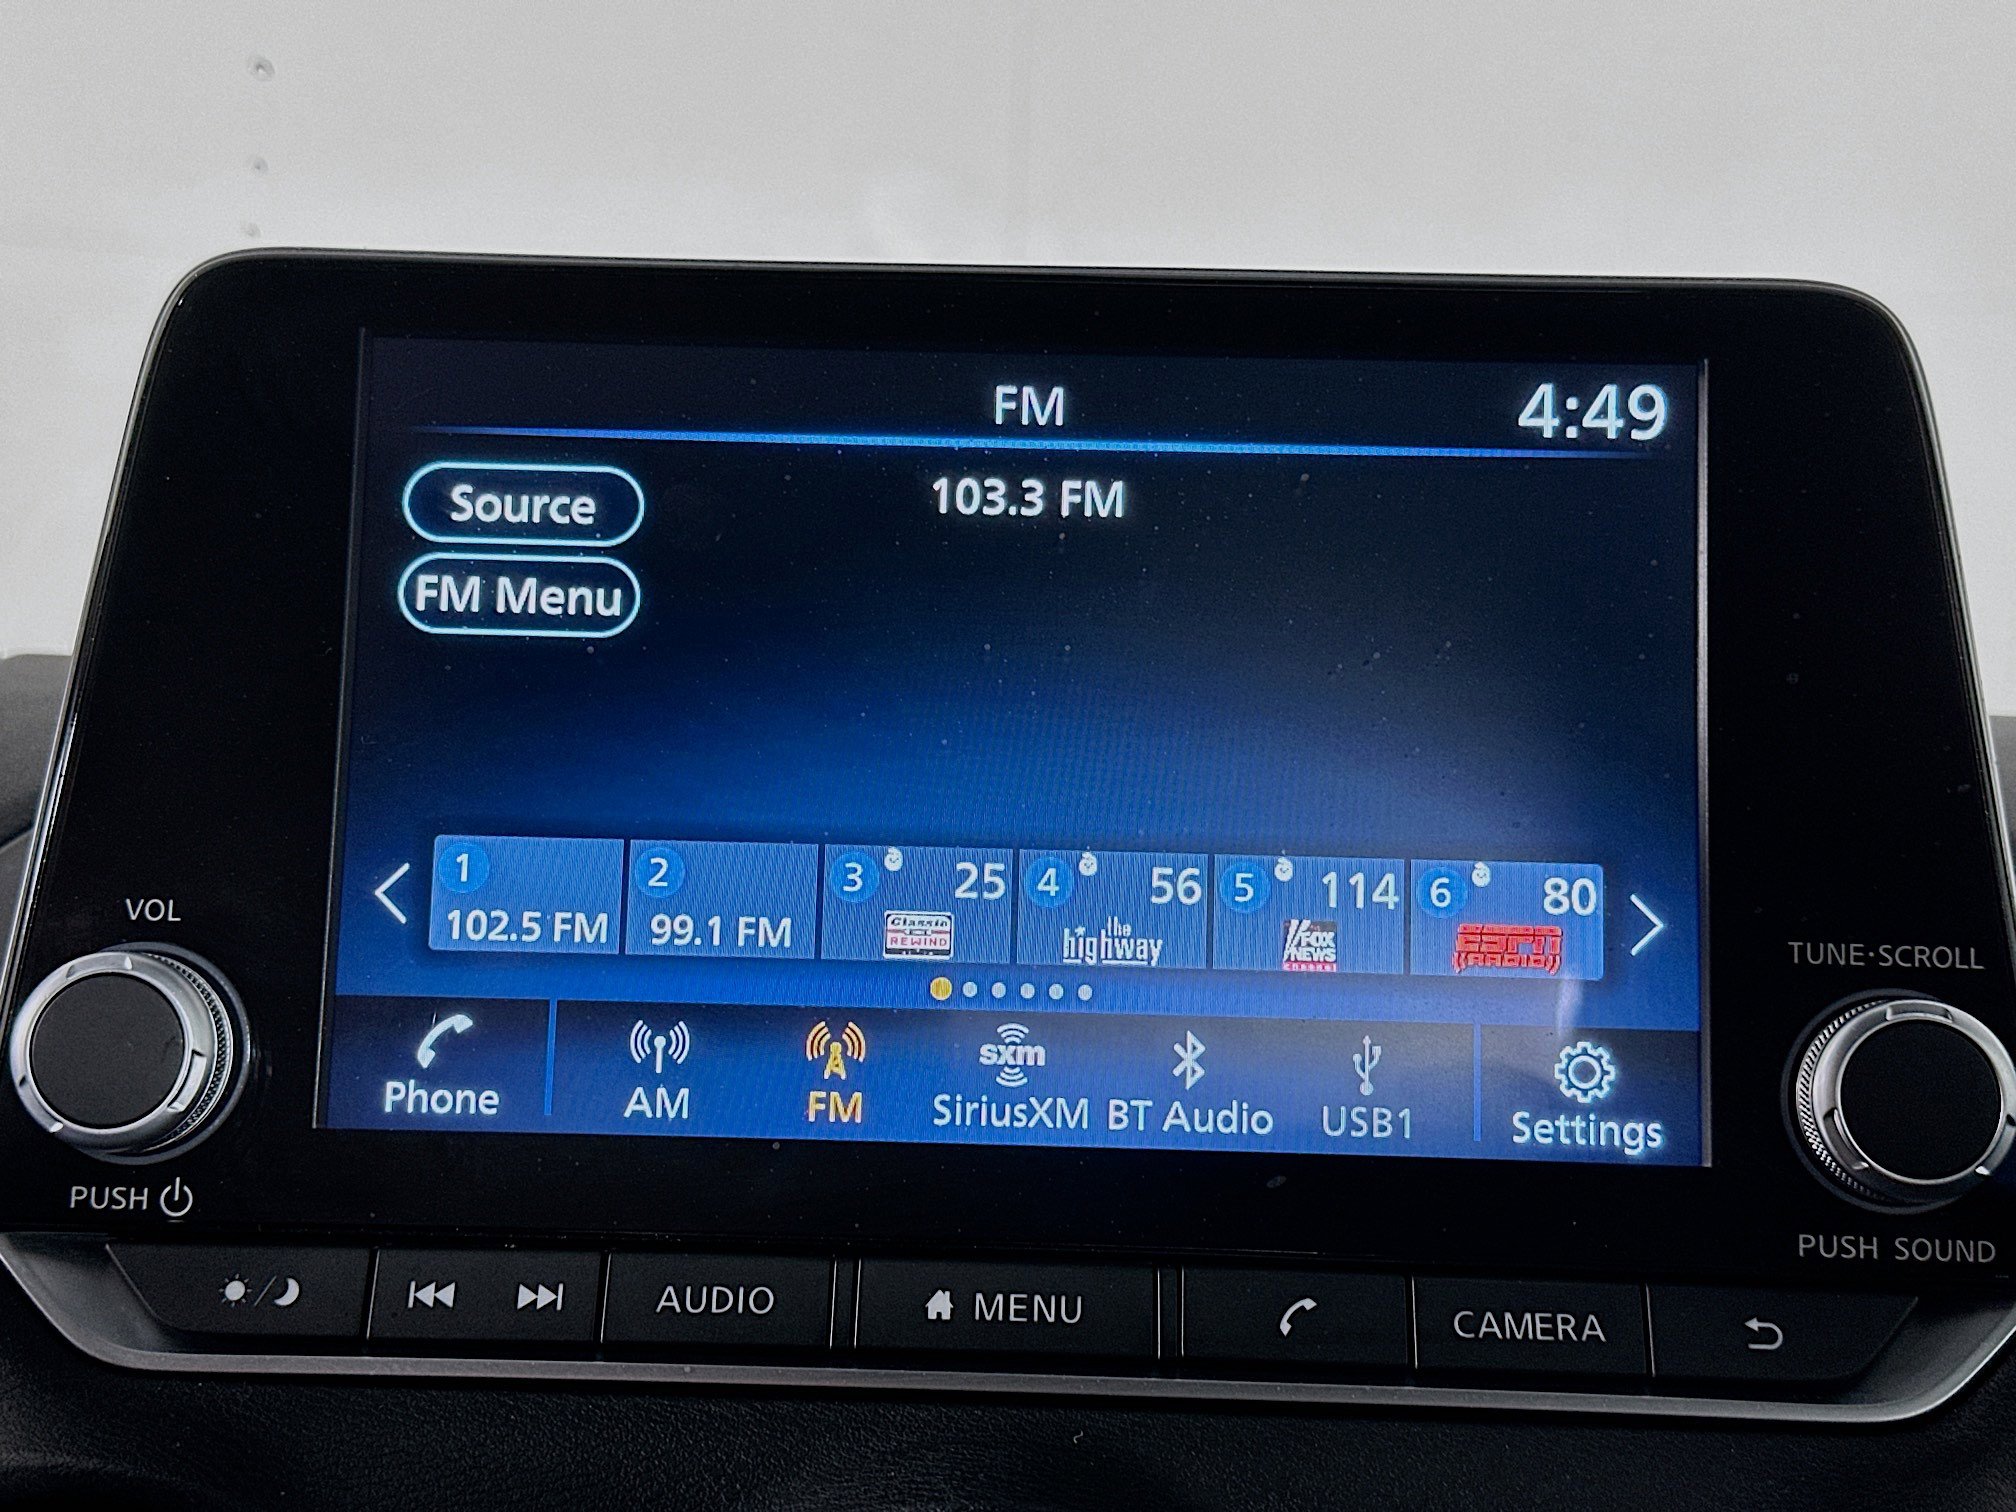 FM
4:49
Source
103.3 FM
FM Menu
1
102.5 FM
2
99.1 FM
3
25
Classic
REWIND
4
56
the
highway
5
114
FOX
NEWS
6
80
ESPN
RADIO
VOL
PUSH
TUNE·SCROLL
PUSH SOUND
Phone
AM
FM
sxm
SiriusXM
BT Audio
USB1
Settings
AUDIO
MENU
CAMERA